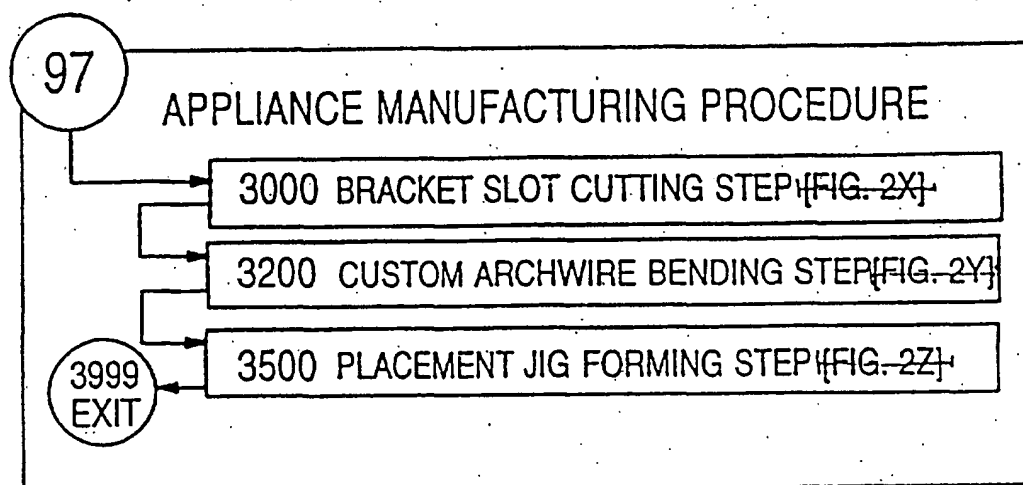 97
APPLIANCE MANUFACTURING PROCEDURE
3000 BRACKET SLOT CUTTING STEP [FIG. 2X]
3200 CUSTOM ARCHWIRE BENDING STEP [FIG. 2Y]
3500 PLACEMENT JIG FORMING STEP [FIG. 2Z]
3999
EXIT